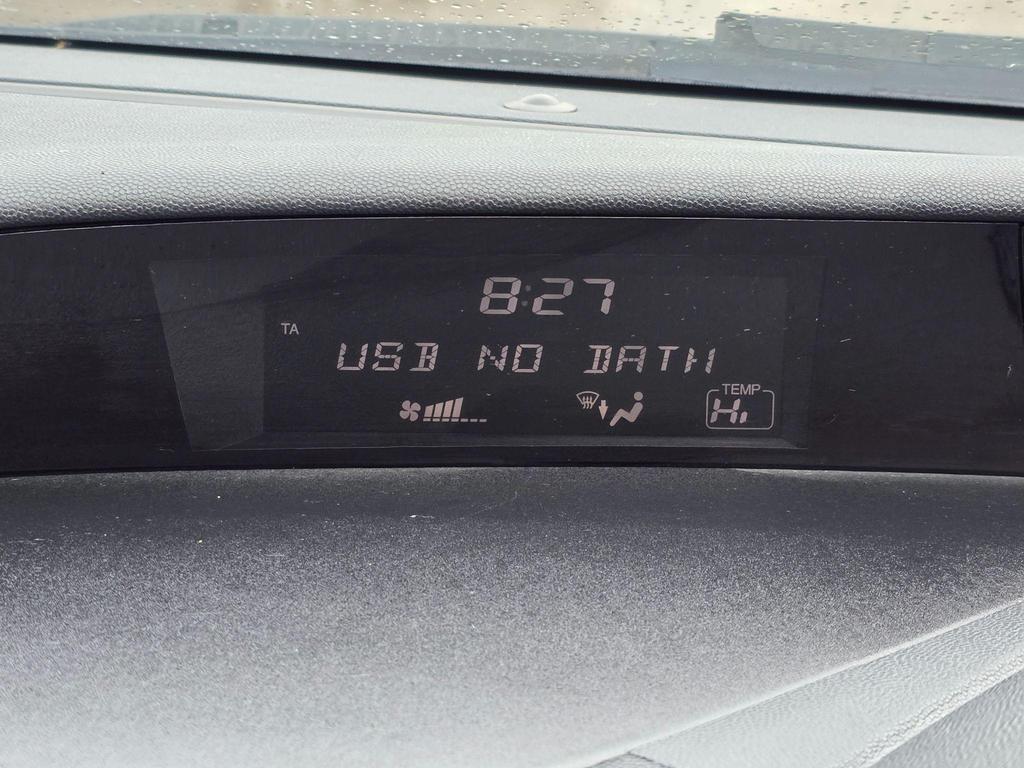 8:27
TA
USB NO DATA
TEMP
Hi